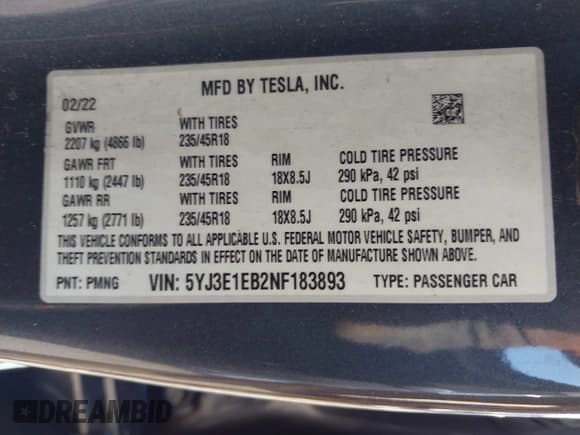 MFD BY TESLA, INC.
02/22
GVWR WITH TIRES
2207 kg (4866 lb) 235/45R18
GAWR FRT WITH TIRES RIM COLD TIRE PRESSURE
1110 kg (2447 lb) 235/45R18 18X8.5J 290 kPa, 42 psi
GAWR RR WITH TIRES RIM COLD TIRE PRESSURE
1257 kg (2771 lb) 235/45R18 18X8.5J 290 kPa, 42 psi
THIS VEHICLE CONFORMS TO ALL APPLICABLE U.S. FEDERAL MOTOR VEHICLE SAFETY, BUMPER, AND
THEFT PREVENTION STANDARDS IN EFFECT ON THE DATE OF MANUFACTURE SHOWN ABOVE.
PNT: PMNG VIN: 5YJ3E1EB2NF183893 TYPE: PASSENGER CAR
DREAMBID